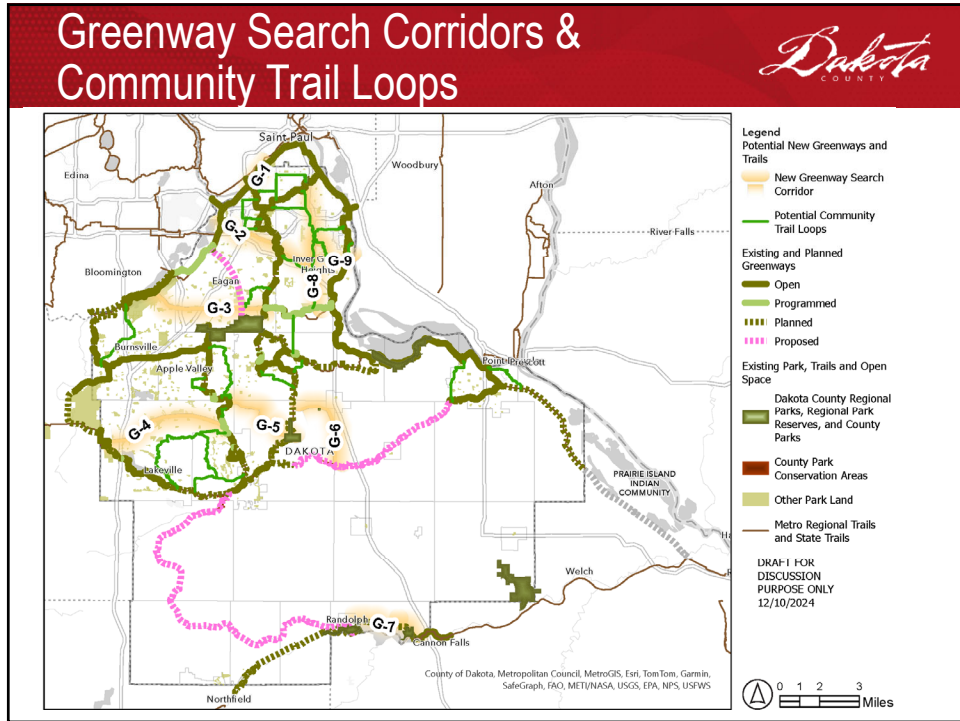 Greenway Search Corridors &
Community Trail Loops
Dakota
COUNTY
Saint Paul
Woodbury
Edina
G-1
Afton
G-2
River Falls
Inver G
Heights
G-9
Bloomington
Eagan
G-8
G-3
Burnsville
Apple Valley
Point
Prescott
G-4
G-5
G-6
DAKOTA
Lakeville
PRAIRIE ISLAND
INDIAN
COMMUNITY
Ha
R
Welch
Randolph
G-7
Cannon Falls
Northfield
County of Dakota, Metropolitan Council, MetroGIS, Esri, TomTom, Garmin,
SafeGraph, FAO, METI/NASA, USGS, EPA, NPS, USFWS
Legend
Potential New Greenways and
Trails
New Greenway Search
Corridor
Potential Community
Trail Loops
Existing and Planned
Greenways
Open
Programmed
Planned
Proposed
Existing Park, Trails and Open
Space
Dakota County Regional
Parks, Regional Park
Reserves, and County
Parks
County Park
Conservation Areas
Other Park Land
Metro Regional Trails
and State Trails
DRAFT FOR
DISCUSSION
PURPOSE ONLY
12/10/2024
0 1 2 3
Miles